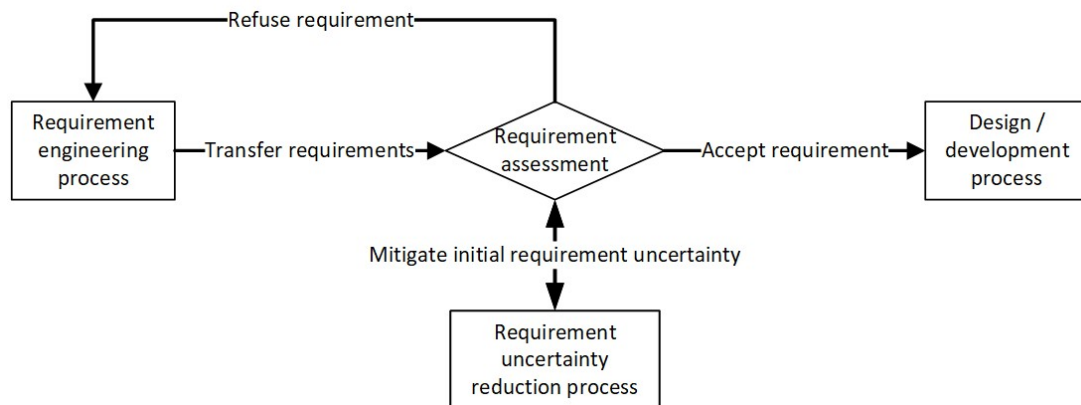 Refuse requirement
Requirement
engineering
process
Transfer requirements
Requirement
assessment
Accept requirement
Design /
development
process
Mitigate initial requirement uncertainty
Requirement
uncertainty
reduction process